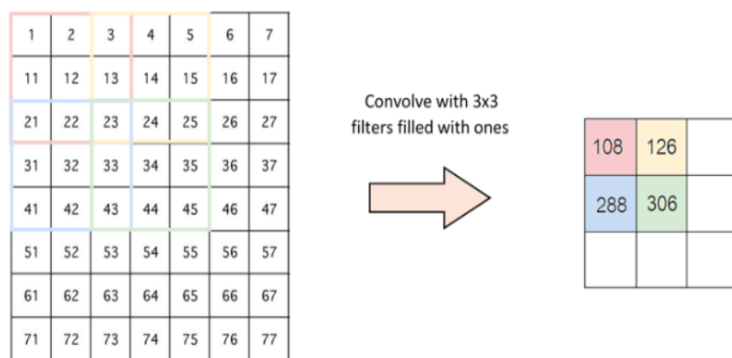 1 2 3 4 5 6 7
11 12 13 14 15 16 17
21 22 23 24 25 26 27
31 32 33 34 35 36 37
41 42 43 44 45 46 47
51 52 53 54 55 56 57
61 62 63 64 65 66 67
71 72 73 74 75 76 77
Convolve with 3x3
filters filled with ones
108 126
288 306